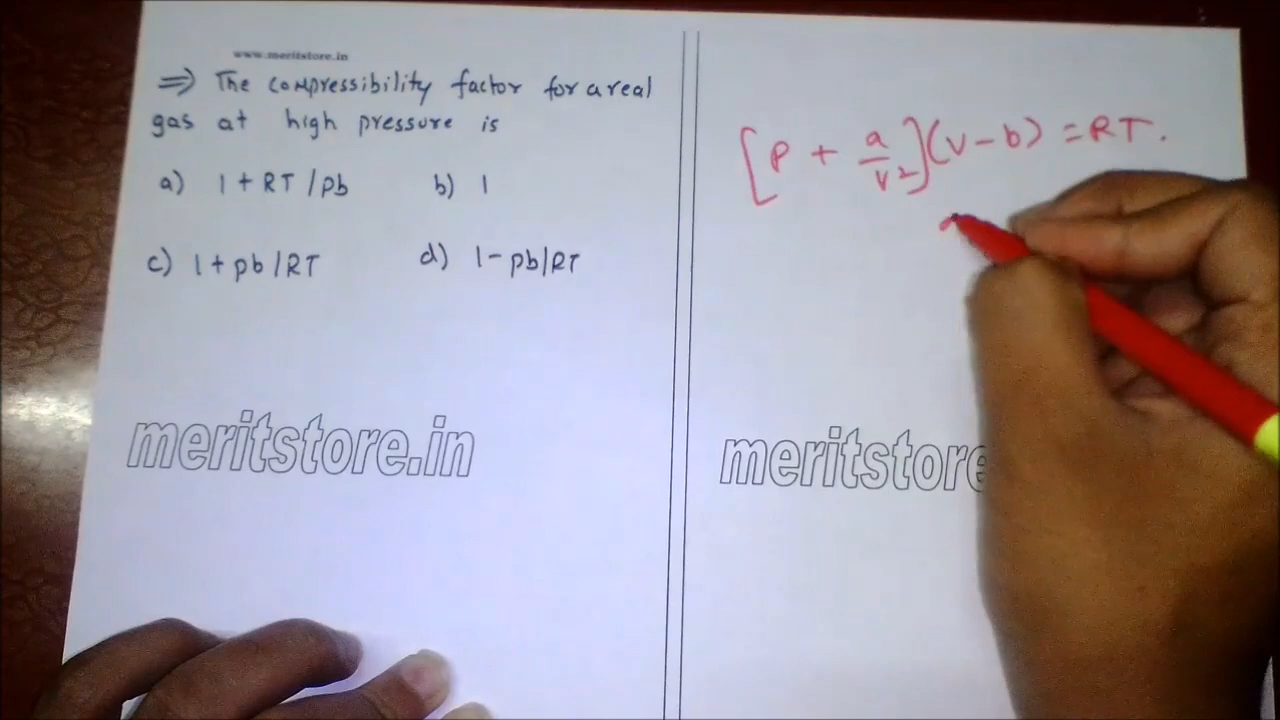 www.meritstore.in
⇒ The compressibility factor for a real
gas at high pressure is
a) 1 + RT / pb b) 1
c) 1 + pb / RT d) 1 - pb/RT
meritstore.in
[P + a/v²](v - b) = RT.
meritstore